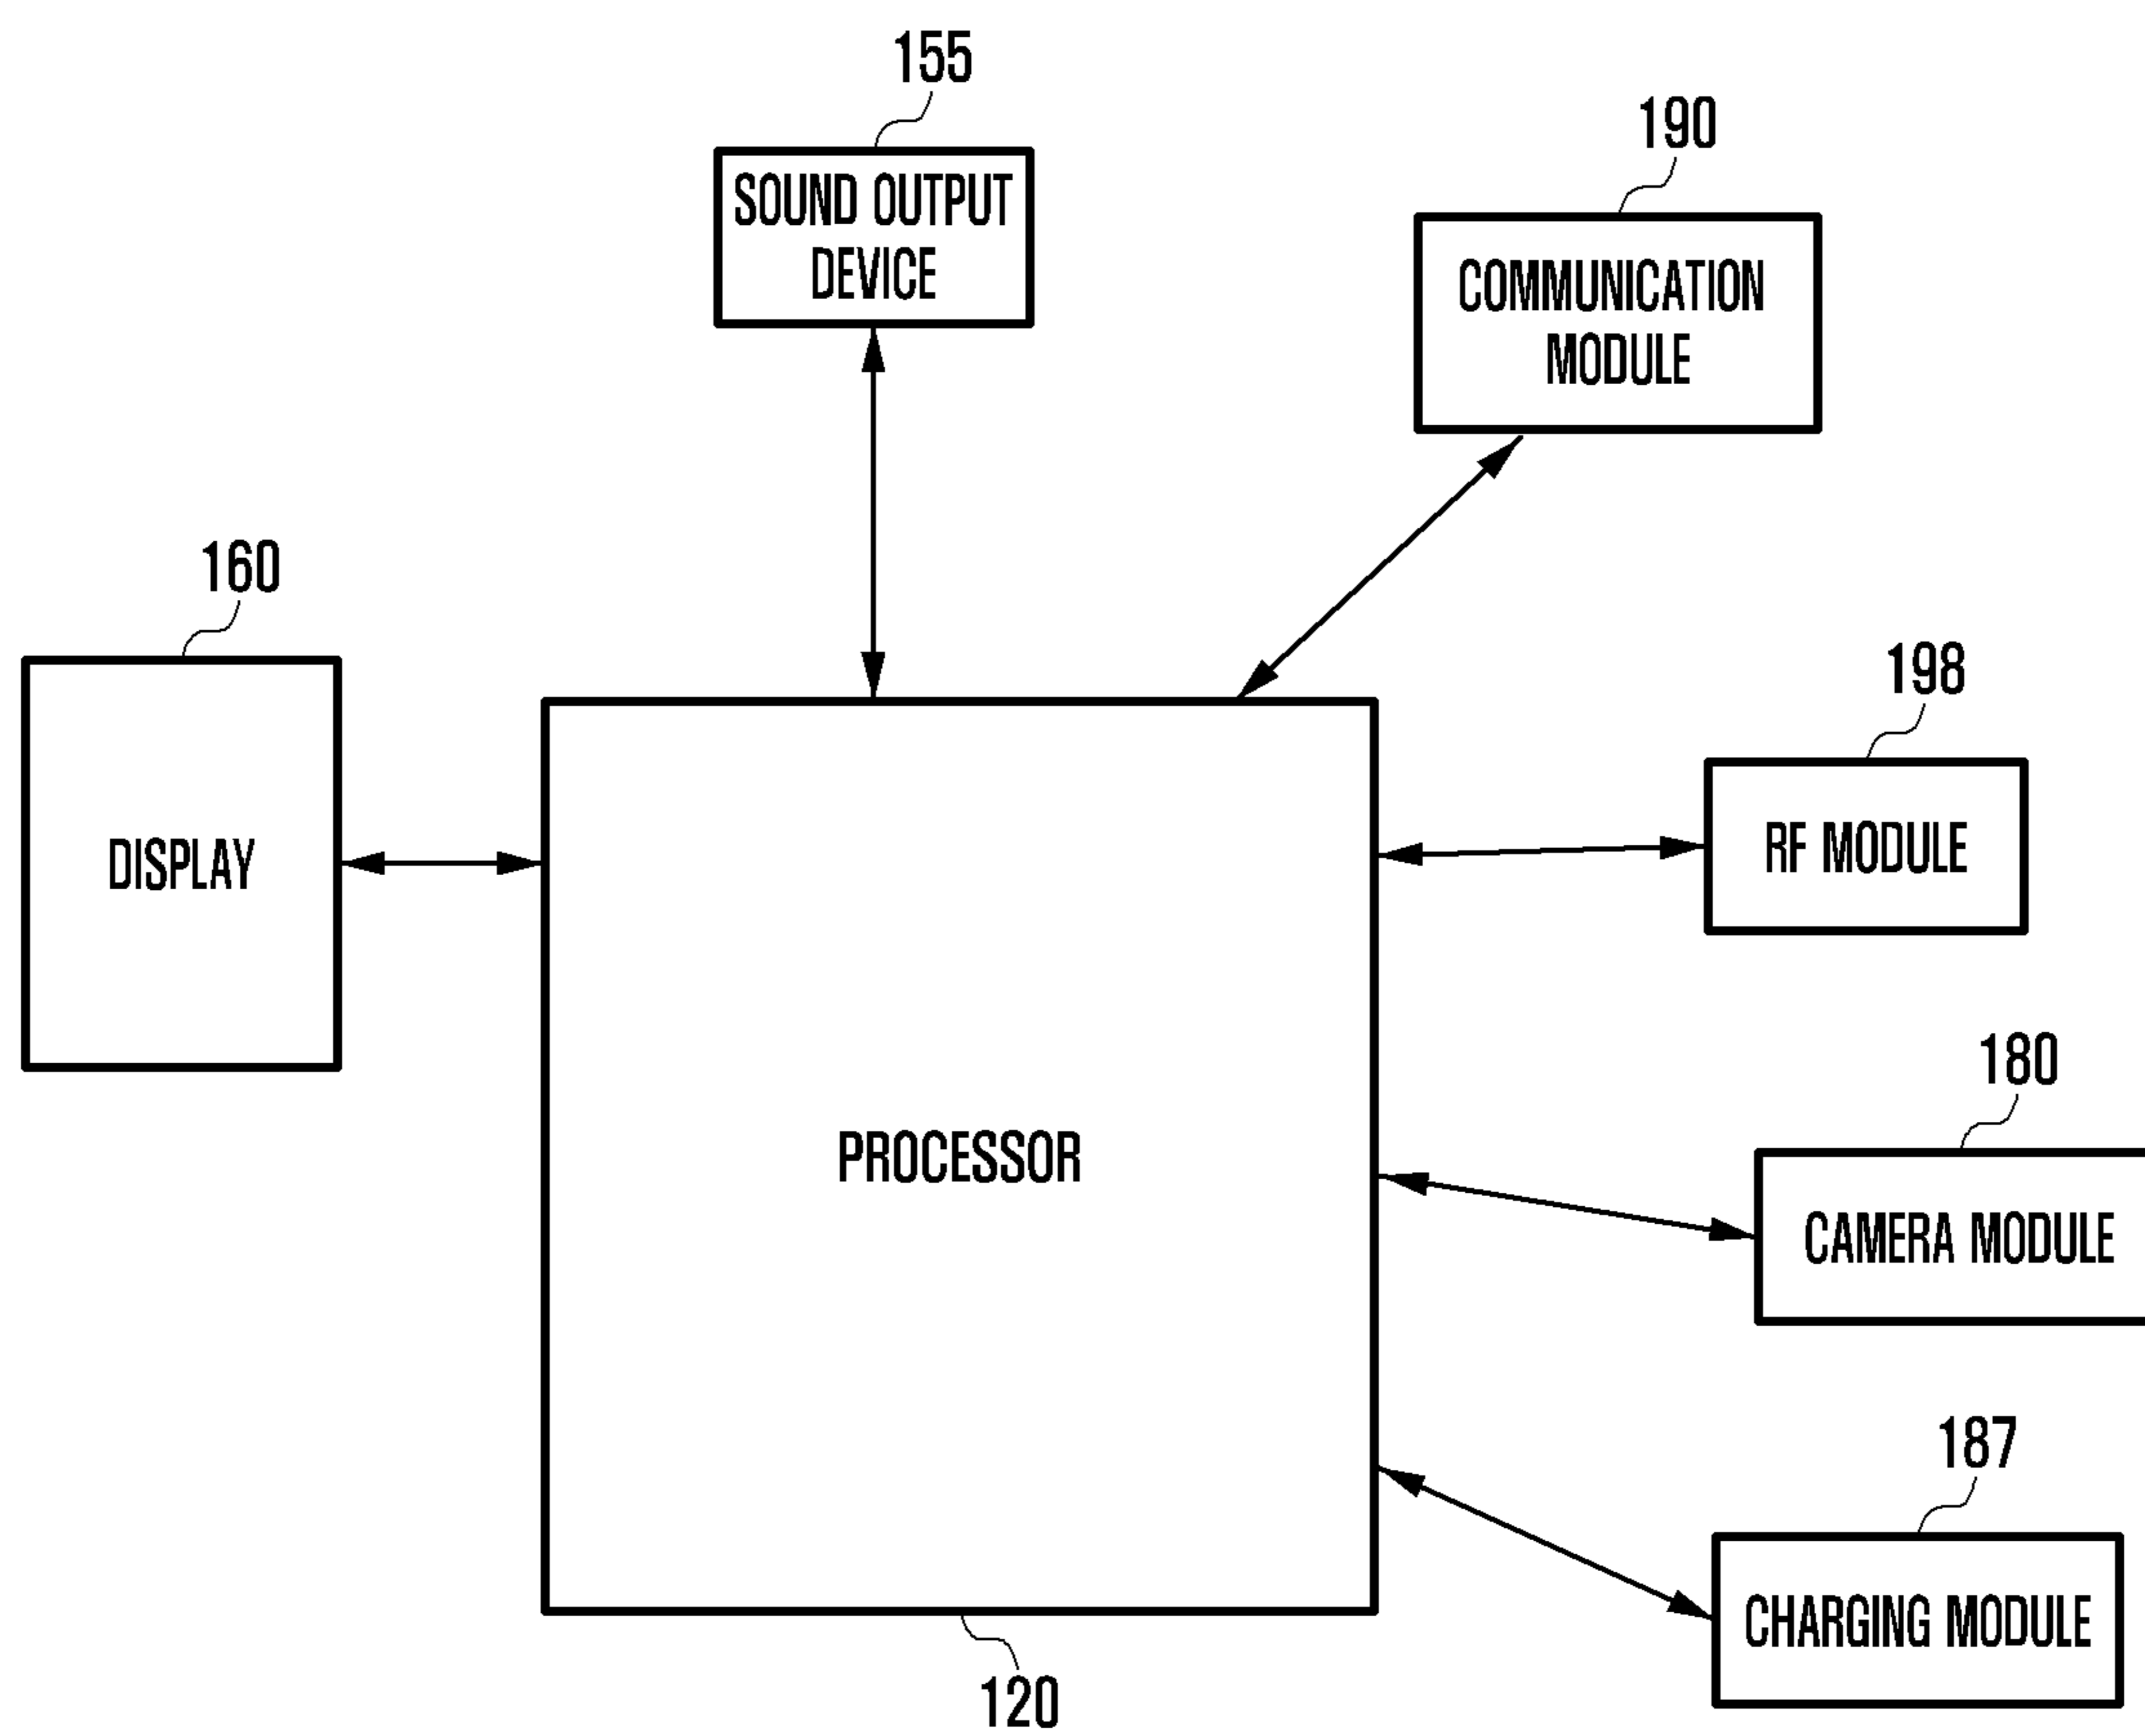 155
SOUND OUTPUT
DEVICE
190
COMMUNICATION
MODULE
160
DISPLAY
198
RF MODULE
180
CAMERA MODULE
PROCESSOR
187
CHARGING MODULE
120